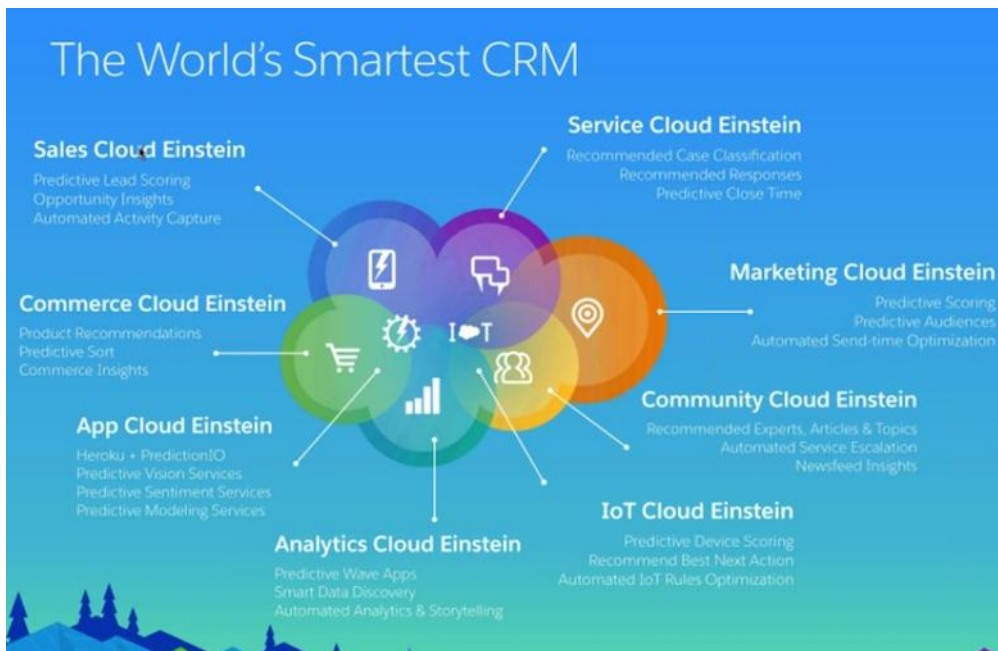 The World's Smartest CRM
Sales Cloud Einstein
Predictive Lead Scoring
Opportunity Insights
Automated Activity Capture
Service Cloud Einstein
Recommended Case Classification
Recommended Responses
Predictive Close Time
Commerce Cloud Einstein
Product Recommendations
Predictive Sort
Commerce Insights
Marketing Cloud Einstein
Predictive Scoring
Predictive Audiences
Automated Send-time Optimization
I T
App Cloud Einstein
Heroku + PredictionIO
Predictive Vision Services
Predictive Sentiment Services
Predictive Modeling Services
Community Cloud Einstein
Recommended Experts, Articles & Topics
Automated Service Escalation
Newsfeed Insights
Analytics Cloud Einstein
Predictive Wave Apps
Smart Data Discovery
Automated Analytics & Storytelling
IoT Cloud Einstein
Predictive Device Scoring
Recommend Best Next Action
Automated IoT Rules Optimization